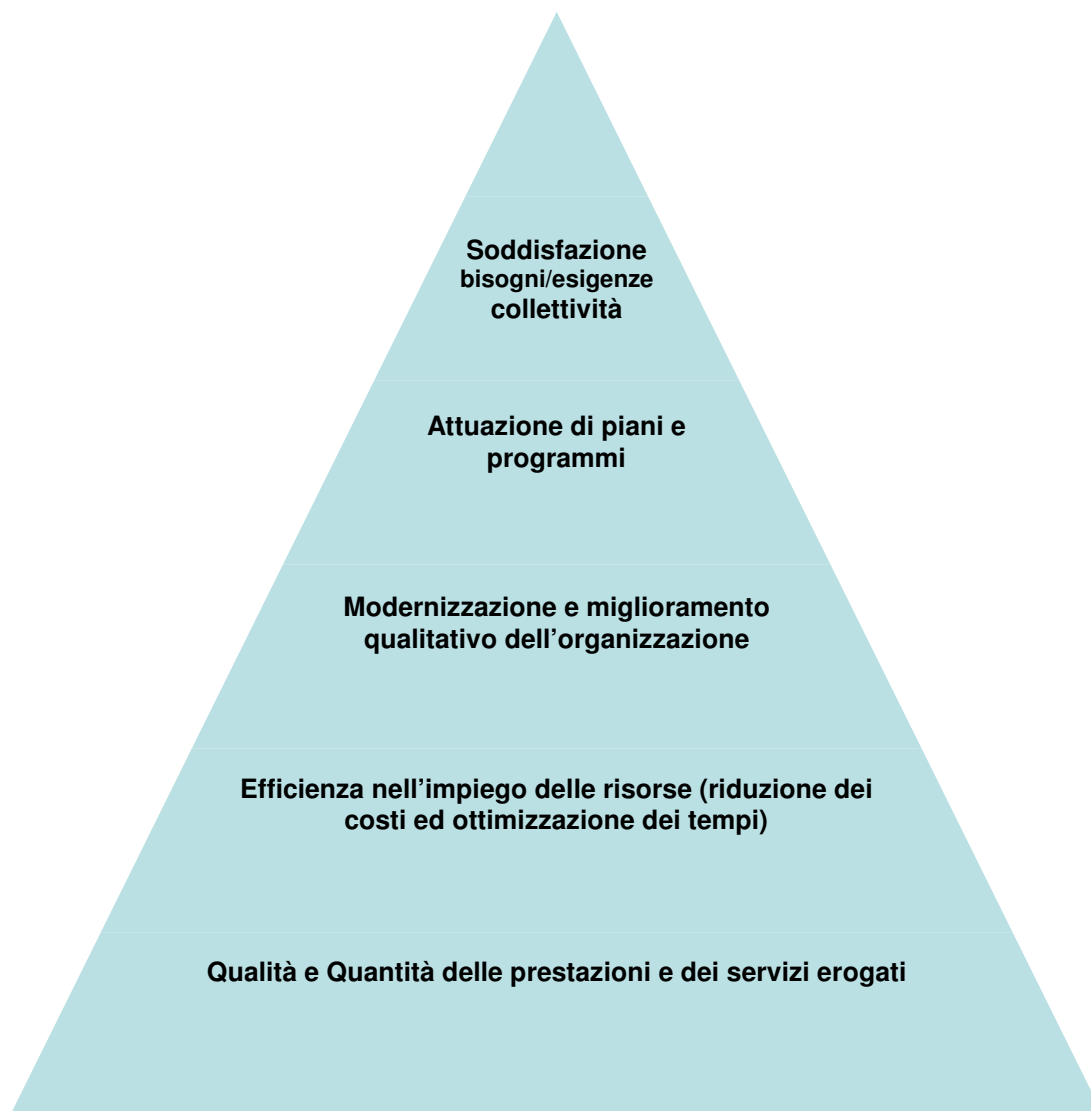 Soddisfazione
bisogni/esigenze
collettività
Attuazione di piani e
programmi
Modernizzazione e miglioramento
qualitativo dell’organizzazione
Efficienza nell’impiego delle risorse (riduzione dei
costi ed ottimizzazione dei tempi)
Qualità e Quantità delle prestazioni e dei servizi erogati